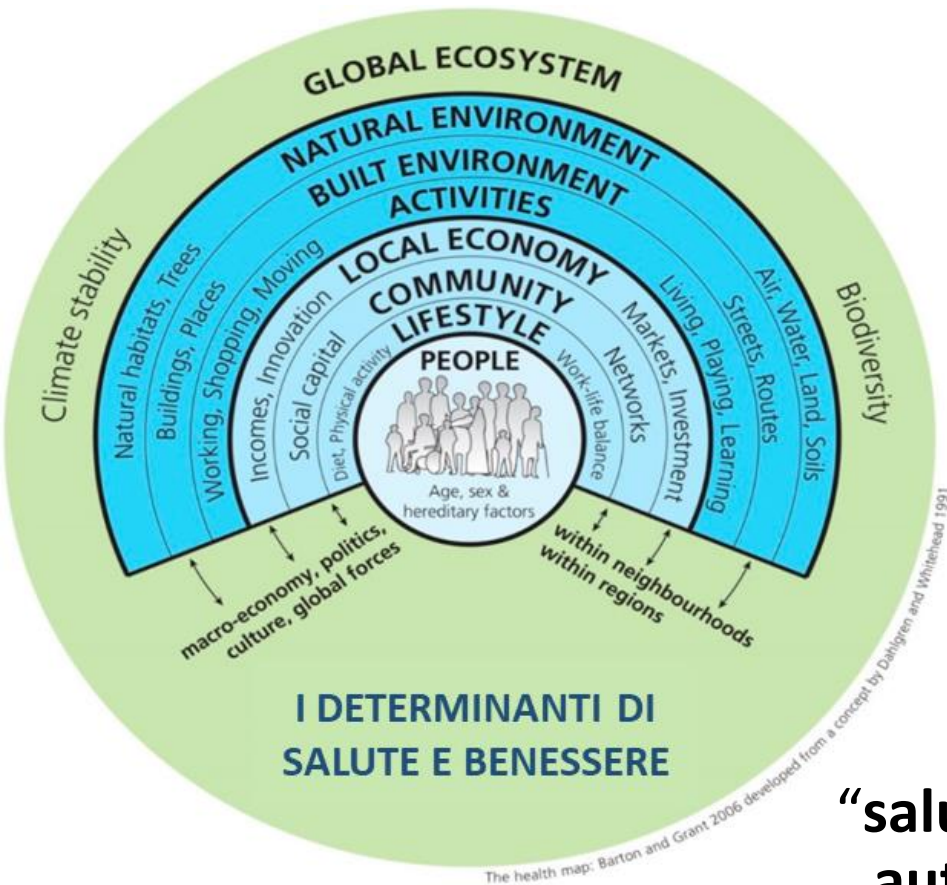 GLOBAL ECOSYSTEM
NATURAL ENVIRONMENT
BUILT ENVIRONMENT
ACTIVITIES
LOCAL ECONOMY
COMMUNITY
LIFESTYLE
PEOPLE
Age, sex &
hereditary factors
Climate stability
Natural habitats, Trees
Buildings, Places
Working, Shopping, Moving
Incomes, Innovation
Social capital
Diet, Physical activity
Work-life balance
Networks
Markets, Investment
Living, Playing, Learning
Streets, Routes
Air, Water, Land, Soils
Biodiversity
macro-economy, politics,
culture, global forces
within neighbourhoods
within regions
I DETERMINANTI DI
SALUTE E BENESSERE
The health map: Barton and Grant 2006 developed from a concept by Dahlgren and Whitehead 1991